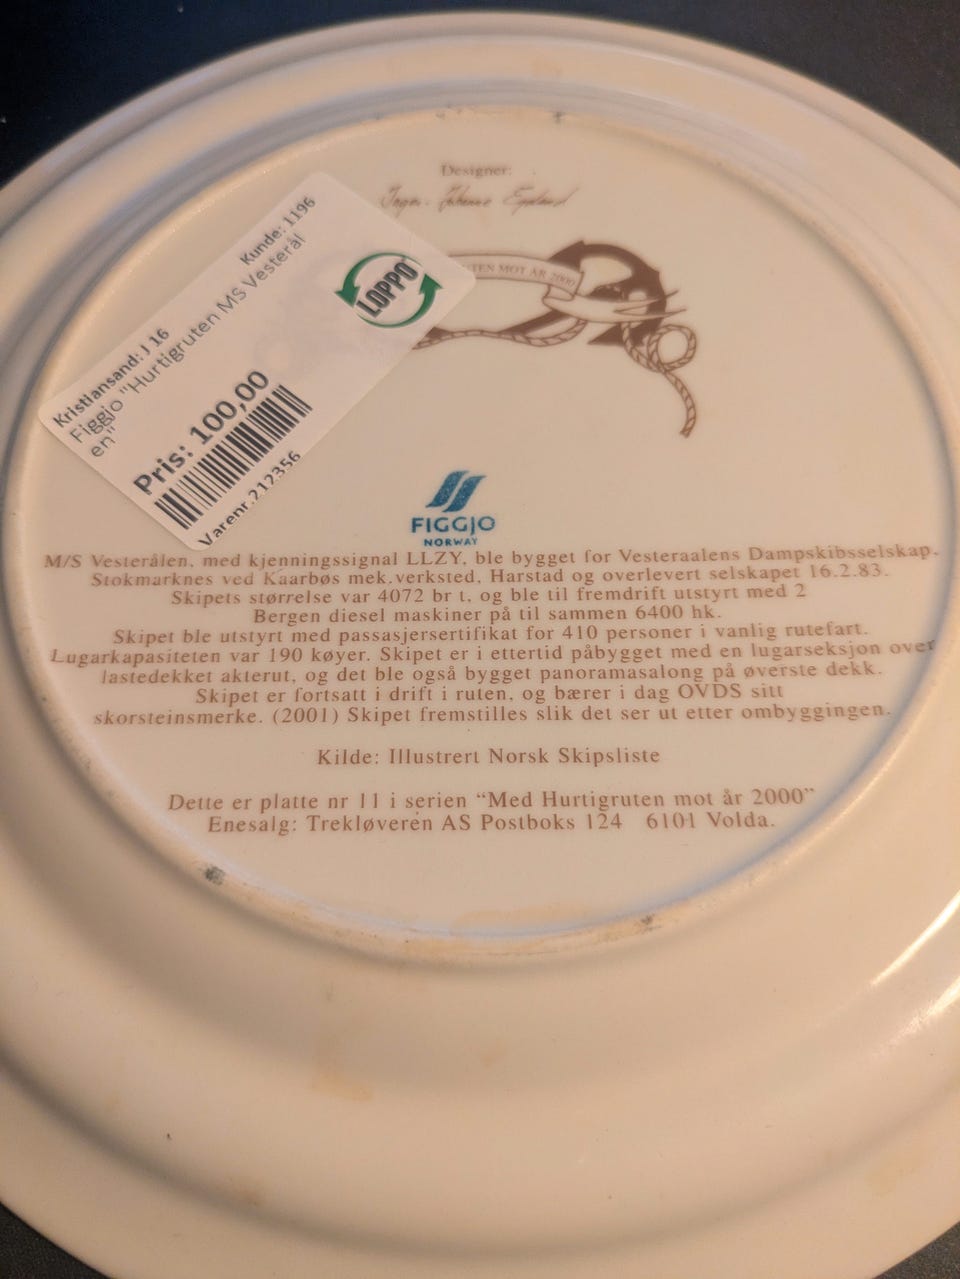 Designer:
Kunde: 1196
Kristiansand: J 16
Figgjo "Hurtigruten MS Vesterål
en"
Pris: 100,00
Varenr.212356
LOPPO
MOT ÅR 2000
FIGGJO
NORWAY
M/S Vesterålen, med kjenningssignal LLZY, ble bygget for Vesteraalens Dampskibsselskap.
Stokmarknes ved Kaarbøs mek.verksted, Harstad og overlevert selskapet 16.2.83.
Skipets størrelse var 4072 br t, og ble til fremdrift utstyrt med 2
Bergen diesel maskiner på til sammen 6400 hk.
Skipet ble utstyrt med passasjersertifikat for 410 personer i vanlig rutefart.
Lugarkapasiteten var 190 køyer. Skipet er i ettertid påbygget med en lugarseksjon over
lastedekket akterut, og det ble også bygget panoramasalong på øverste dekk.
Skipet er fortsatt i drift i ruten, og bærer i dag OVDS sitt
skorsteinsmerke. (2001) Skipet fremstilles slik det ser ut etter ombyggingen.
Kilde: Illustrert Norsk Skipsliste
Dette er platte nr 11 i serien “Med Hurtigruten mot år 2000”
Enesalg: Trekløveren AS Postboks 124 6101 Volda.